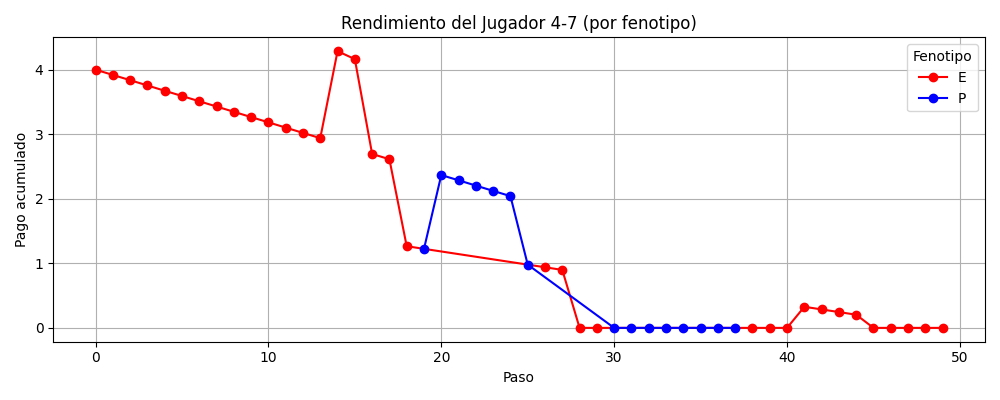 Rendimiento del Jugador 4-7 (por fenotipo)
Pago acumulado
4
3
2
1
0
Fenotipo
E
P
0 10 20 30 40 50
Paso